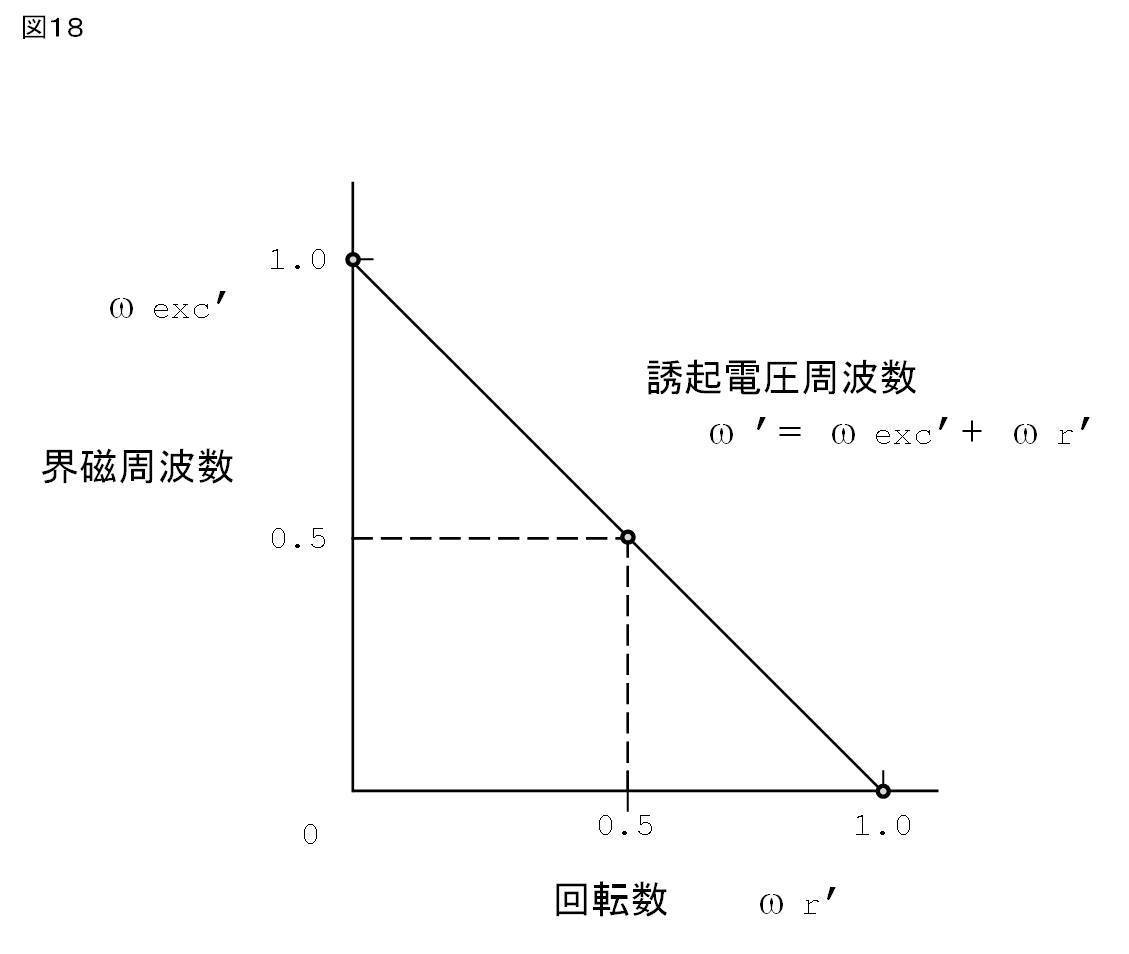 図18
1.0
ω exc′
誘起電圧周波数
ω ′= ω exc′+ ω r′
界磁周波数
0.5
0
0.5
1.0
回転数 ω r′